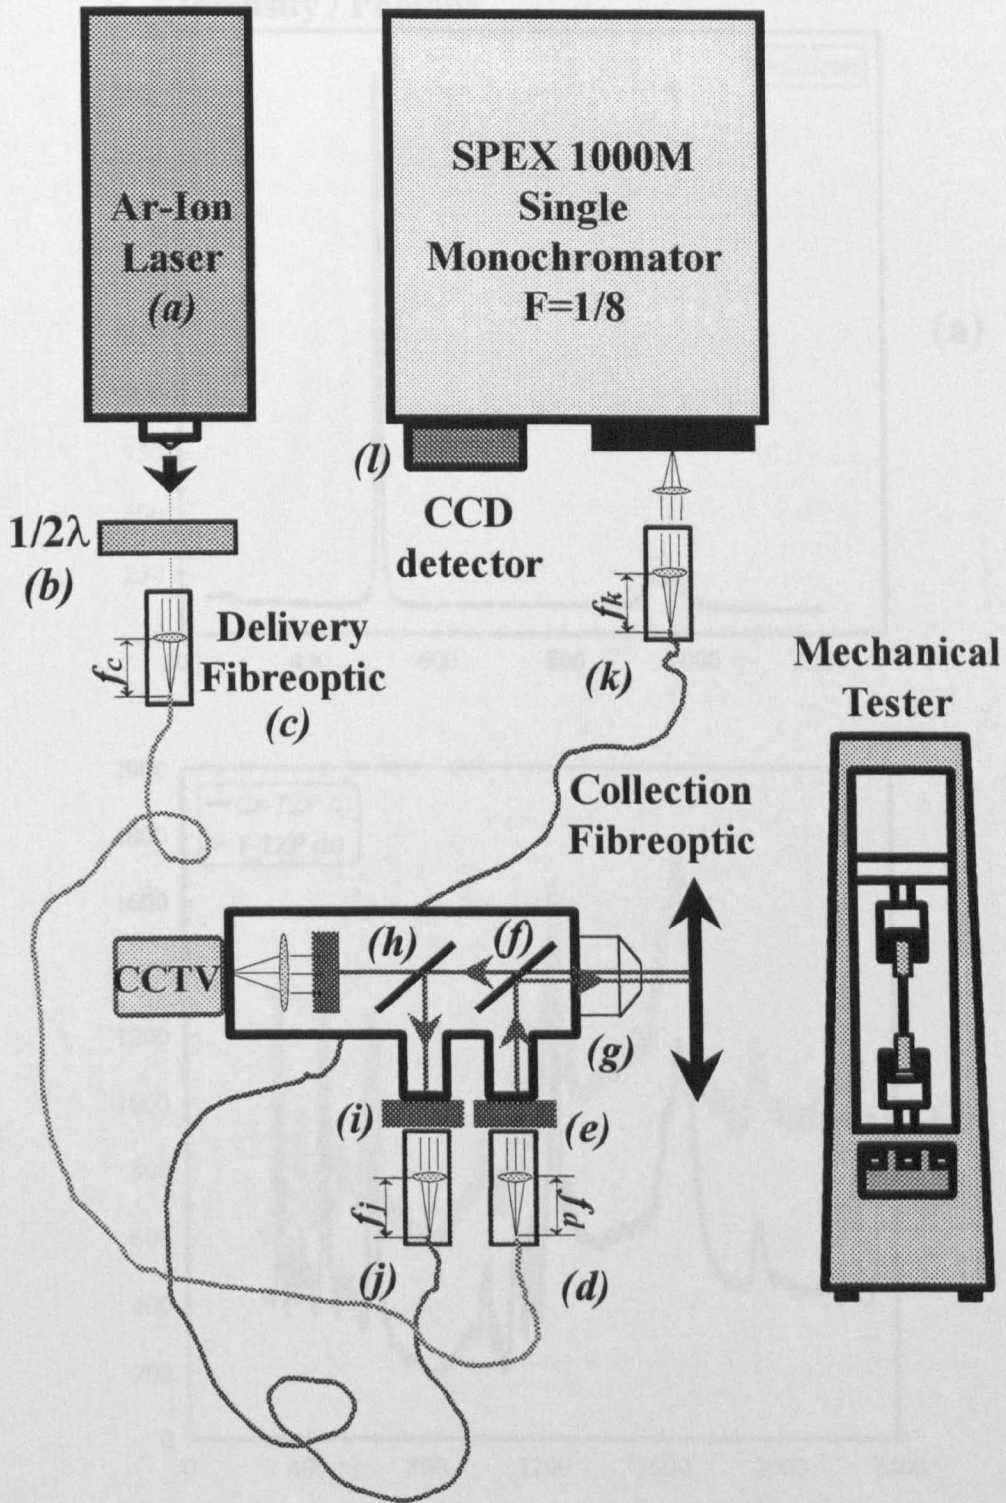 Ar-Ion
Laser
(a)
SPEX 1000M
Single
Monochromator
F=1/8
(l)
CCD
detector
1/2λ
(b)
f_c
Delivery
Fibreoptic
(c)
f_k
(k)
Mechanical
Tester
Collection
Fibreoptic
CCTV
(h)
(f)
(g)
(i)
(e)
f_j
f_d
(j)
(d)